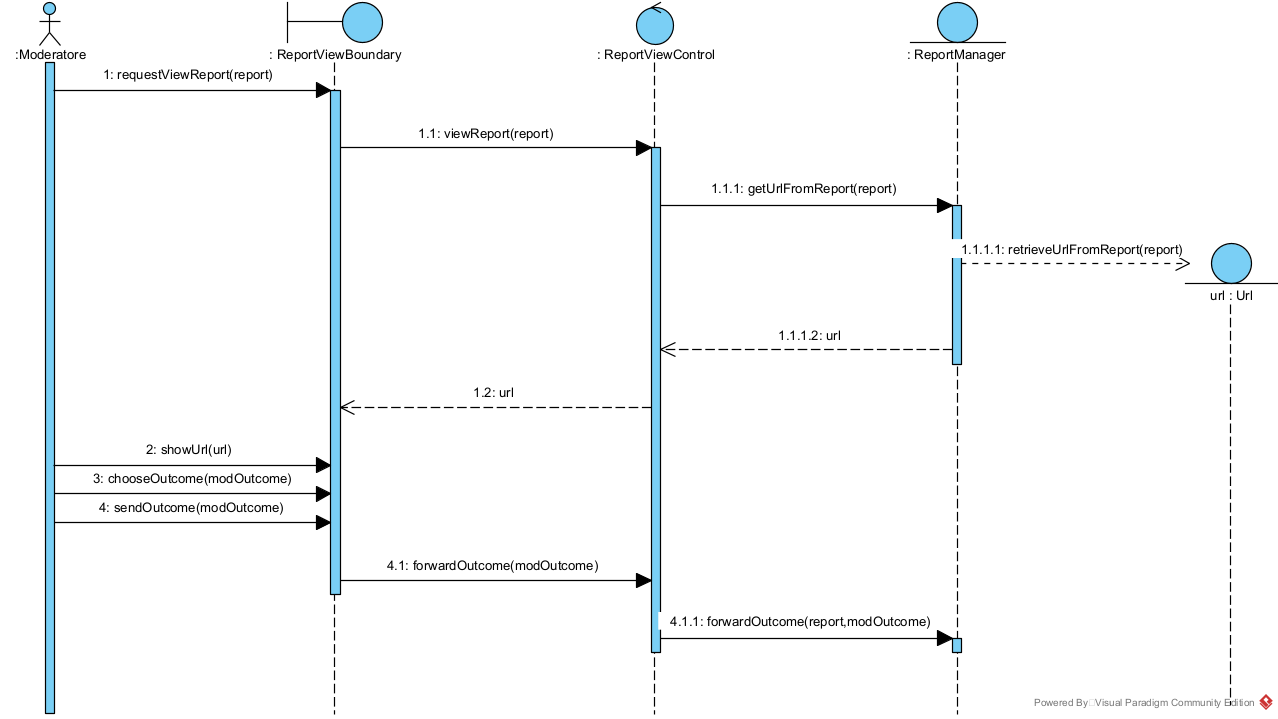 :Moderatore
: ReportViewBoundary
: ReportViewControl
: ReportManager
1: requestViewReport(report)
1.1: viewReport(report)
1.1.1: getUrlFromReport(report)
1.1.1.1: retrieveUrlFromReport(report)
url : Url
1.1.1.2: url
1.2: url
2: showUrl(url)
3: chooseOutcome(modOutcome)
4: sendOutcome(modOutcome)
4.1: forwardOutcome(modOutcome)
4.1.1: forwardOutcome(report,modOutcome)
Powered By Visual Paradigm Community Edition